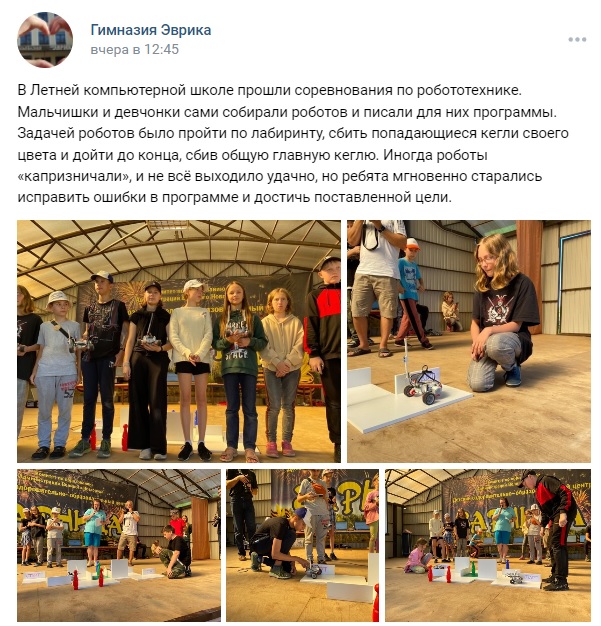 Гимназия Эврика
вчера в 12:45
В Летней компьютерной школе прошли соревнования по робототехнике.
Мальчишки и девчонки сами собирали роботов и писали для них программы.
Задачей роботов было пройти по лабиринту, сбить попадающиеся кегли своего
цвета и дойти до конца, сбив общую главную кеглю. Иногда роботы
«капризничали», и не всё выходило удачно, но ребята мгновенно старались
исправить ошибки в программе и достичь поставленной цели.